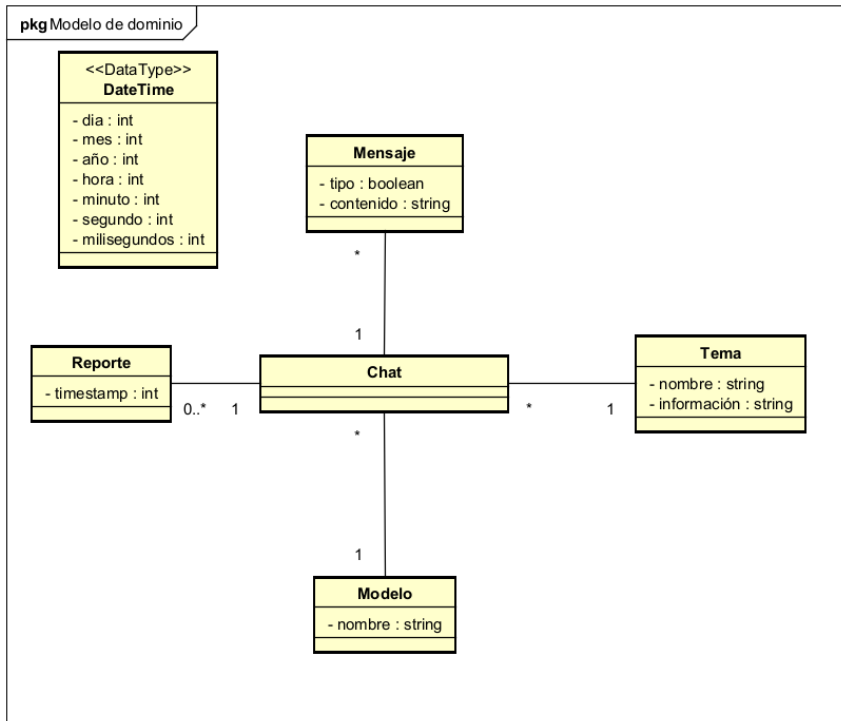 pkg Modelo de dominio
<<DataType>>
DateTime
- dia : int
- mes : int
- año : int
- hora : int
- minuto : int
- segundo : int
- milisegundos : int
Mensaje
- tipo : boolean
- contenido : string
*
1
Reporte
- timestamp : int
0..*
1
Chat
*
1
Tema
- nombre : string
- información : string
*
1
Modelo
- nombre : string